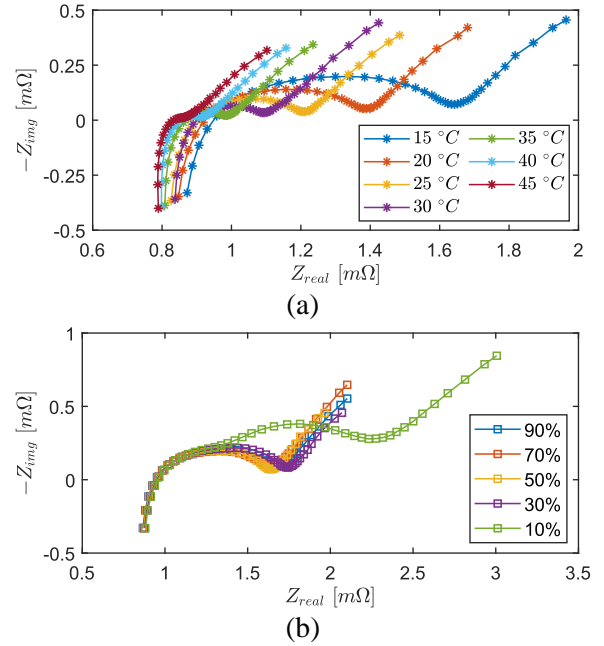 0.5
0.25
0
-0.25
-0.5
−Z_img [mΩ]
15 °C
20 °C
25 °C
30 °C
35 °C
40 °C
45 °C
0.6 0.8 1 1.2 1.4 1.6 1.8 2
Z_real [mΩ]
(a)
1
0.5
0
-0.5
−Z_img [mΩ]
90%
70%
50%
30%
10%
0.5 1 1.5 2 2.5 3 3.5
Z_real [mΩ]
(b)